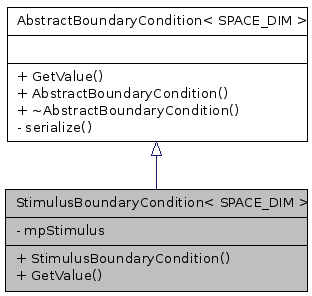 AbstractBoundaryCondition< SPACE_DIM >
+ GetValue()
+ AbstractBoundaryCondition()
+ ~AbstractBoundaryCondition()
- serialize()
StimulusBoundaryCondition< SPACE_DIM >
- mpStimulus
+ StimulusBoundaryCondition()
+ GetValue()